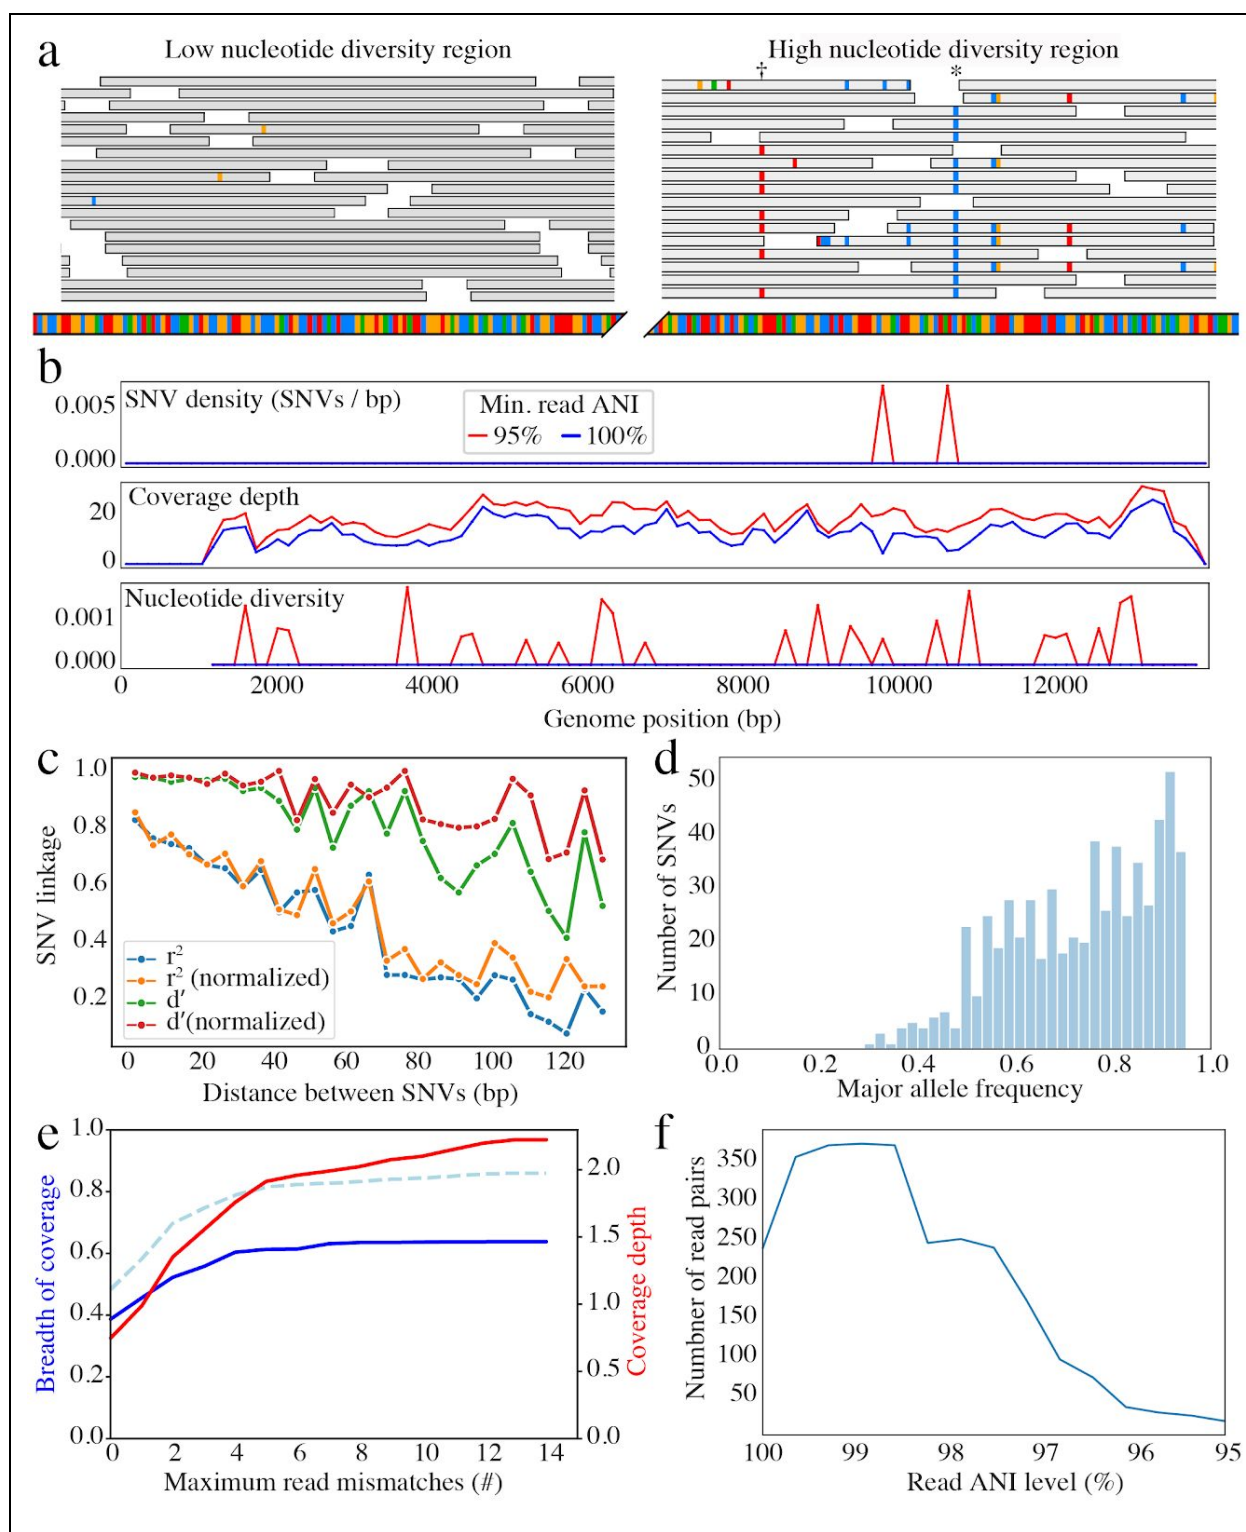 a
Low nucleotide diversity region
High nucleotide diversity region
† *
b
SNV density (SNVs / bp)
Min. read ANI
95% 100%
0.005
0.000
Coverage depth
20
0
Nucleotide diversity
0.001
0.000
0 2000 4000 6000 8000 10000 12000
Genome position (bp)
c
1.0
0.8
0.6
0.4
0.2
SNV linkage
r²
r² (normalized)
d′
d′(normalized)
0 20 40 60 80 100 120
Distance between SNVs (bp)
d
50
40
30
20
10
0
Number of SNVs
0.0 0.2 0.4 0.6 0.8 1.0
Major allele frequency
e
1.0
0.8
0.6
0.4
0.2
0.0
Breadth of coverage
2.0
1.5
1.0
0.5
0.0
Coverage depth
0 2 4 6 8 10 12 14
Maximum read mismatches (#)
f
350
300
250
200
150
100
50
Numbner of read pairs
100 99 98 97 96 95
Read ANI level (%)